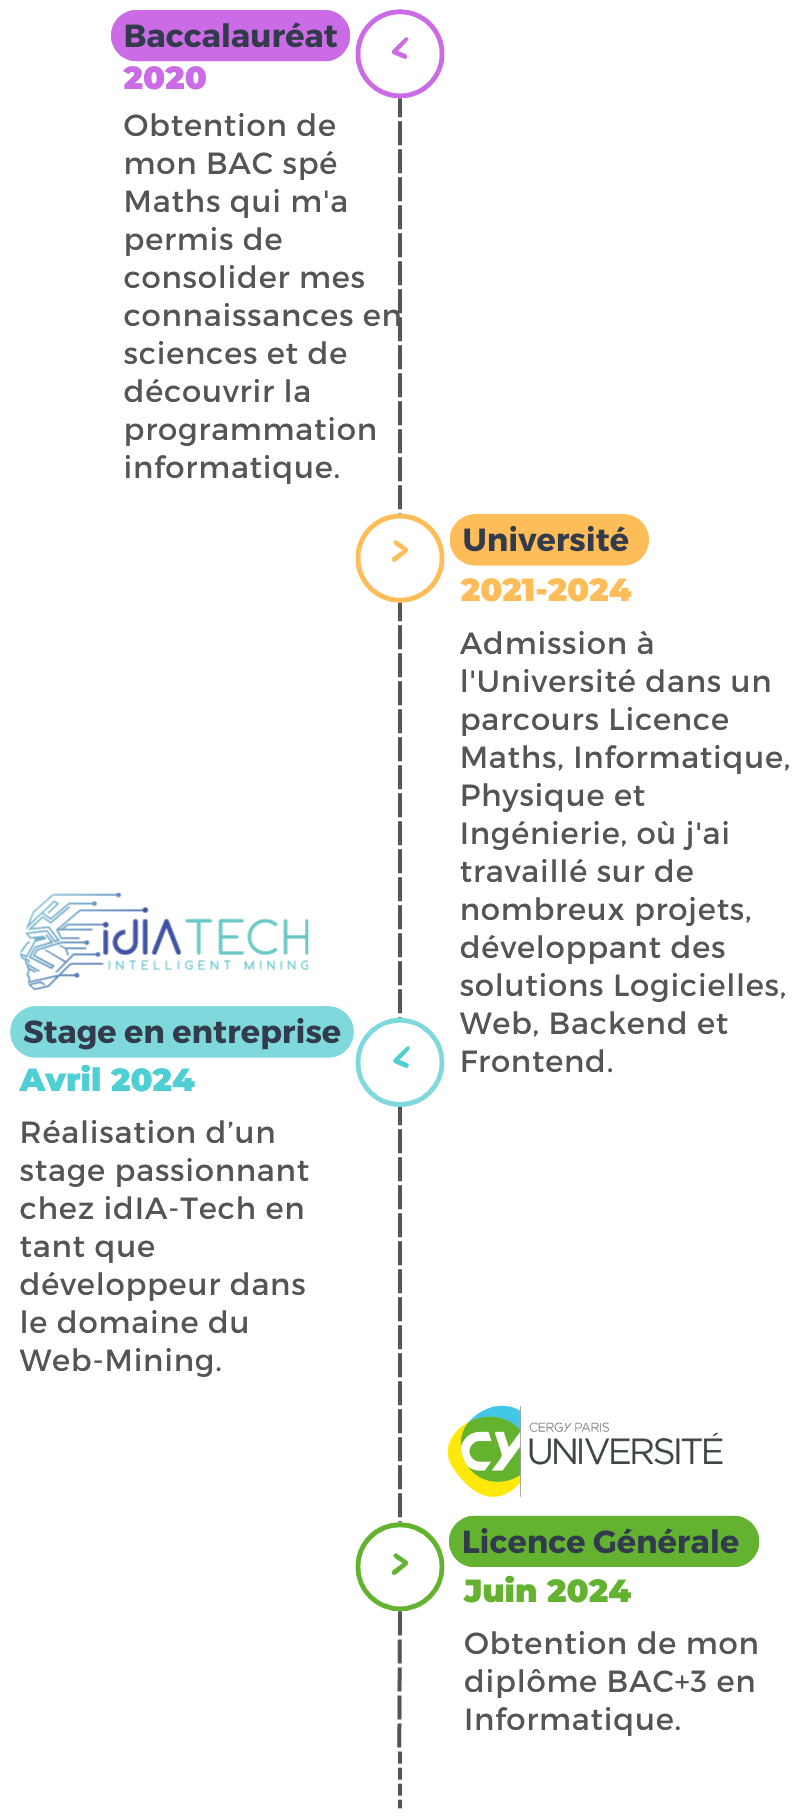 Baccalauréat
2020
Obtention de
mon BAC spé
Maths qui m'a
permis de
consolider mes
connaissances en
sciences et de
découvrir la
programmation
informatique.
Université
2021-2024
Admission à
l'Université dans un
parcours Licence
Maths, Informatique,
Physique et
Ingénierie, où j'ai
travaillé sur de
nombreux projets,
développant des
solutions Logicielles,
Web, Backend et
Frontend.
idIATECH
INTELLIGENT MINING
Stage en entreprise
Avril 2024
Réalisation d’un
stage passionnant
chez idIA-Tech en
tant que
développeur dans
le domaine du
Web-Mining.
CY
CERGY PARIS
UNIVERSITÉ
Licence Générale
Juin 2024
Obtention de mon
diplôme BAC+3 en
Informatique.